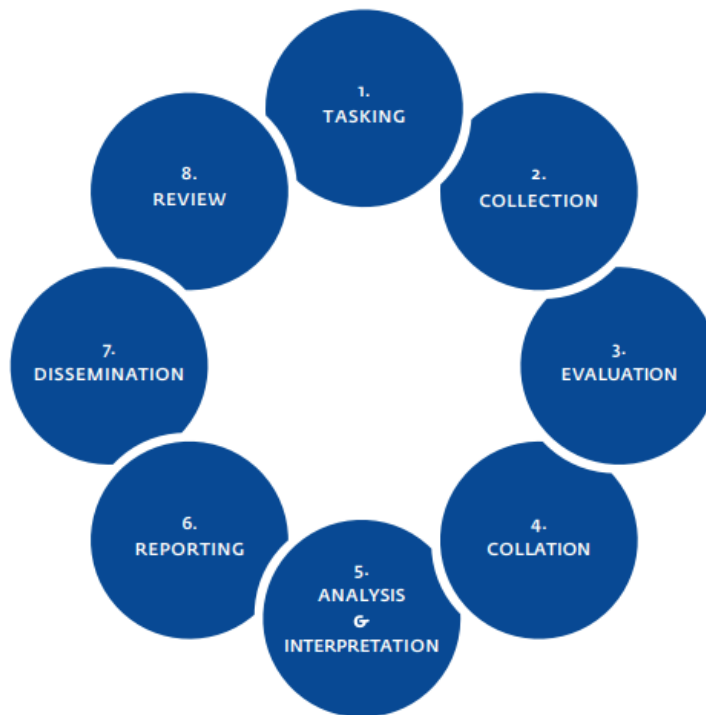 1.
TASKING
2.
COLLECTION
3.
EVALUATION
4.
COLLATION
5.
ANALYSIS
&
INTERPRETATION
6.
REPORTING
7.
DISSEMINATION
8.
REVIEW